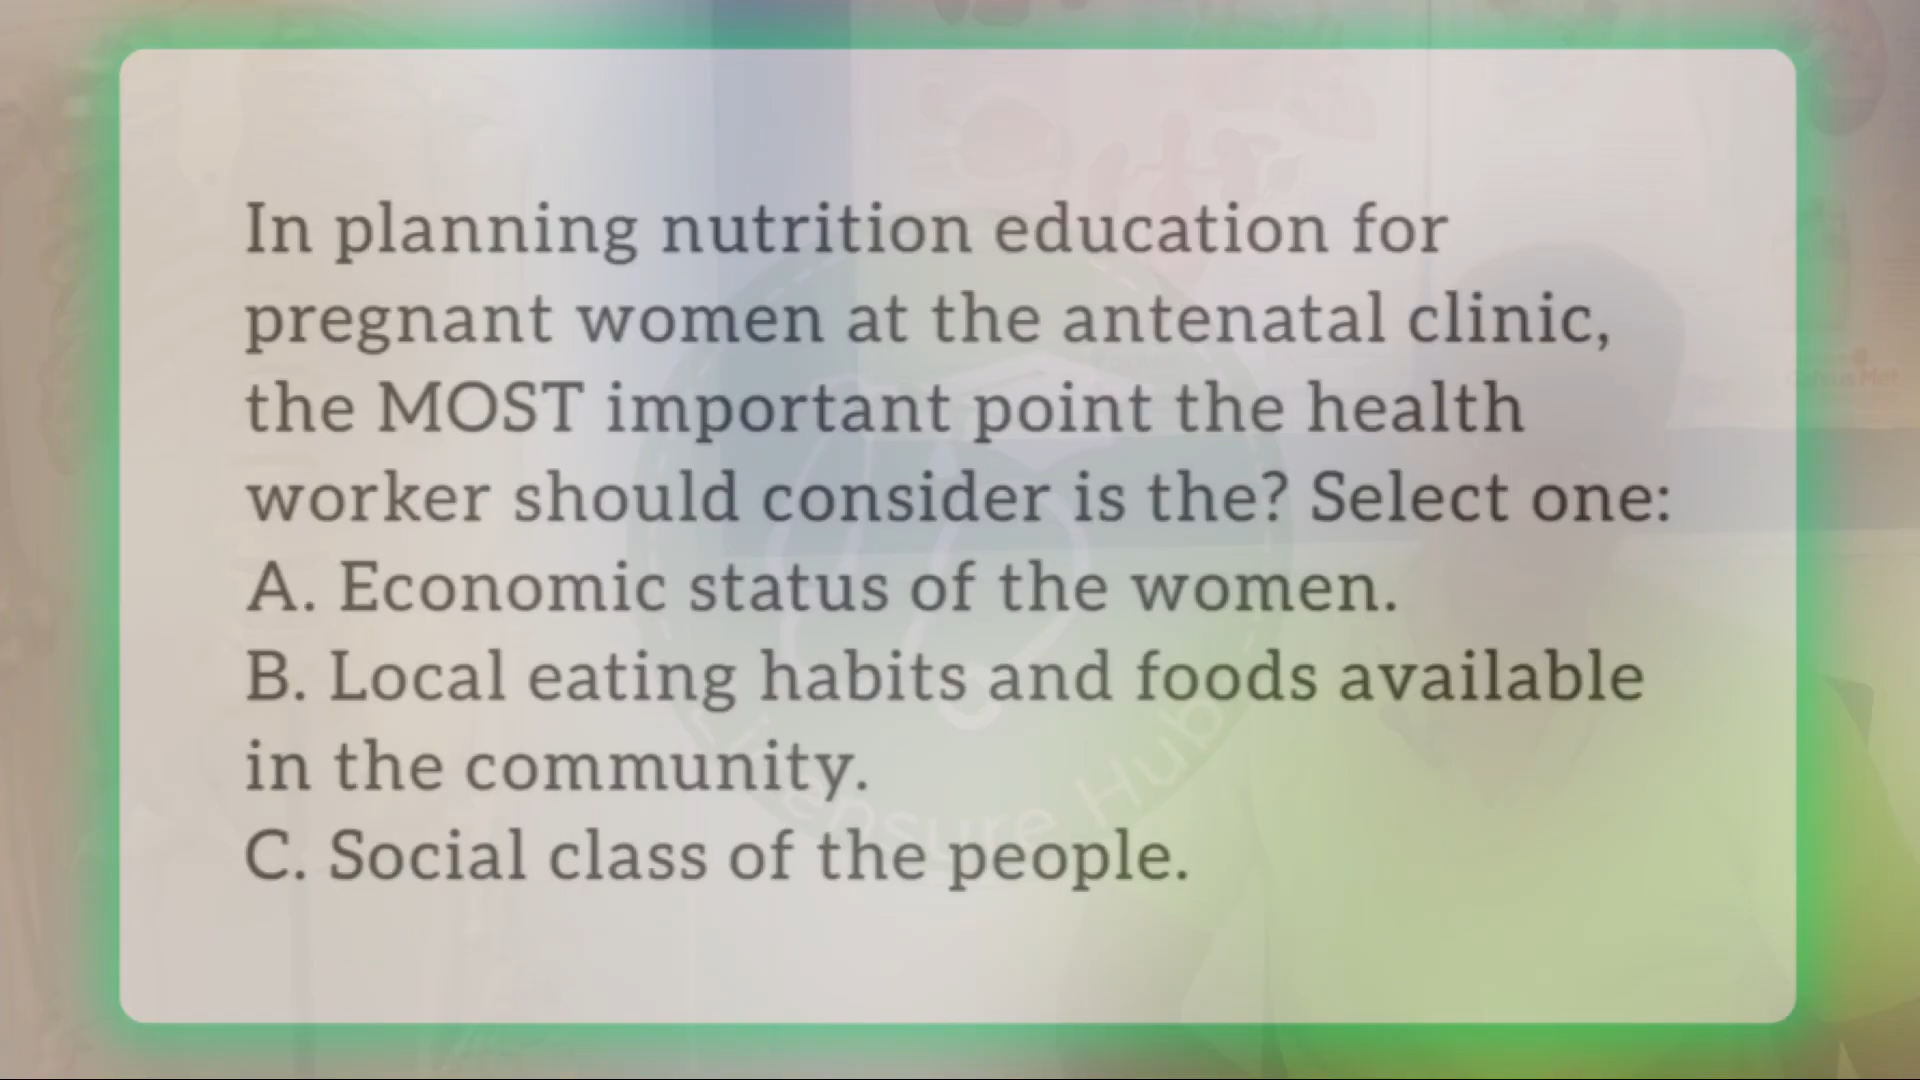 In planning nutrition education for
pregnant women at the antenatal clinic,
the MOST important point the health
worker should consider is the? Select one:
A. Economic status of the women.
B. Local eating habits and foods available
in the community.
C. Social class of the people.
Licensure Hub